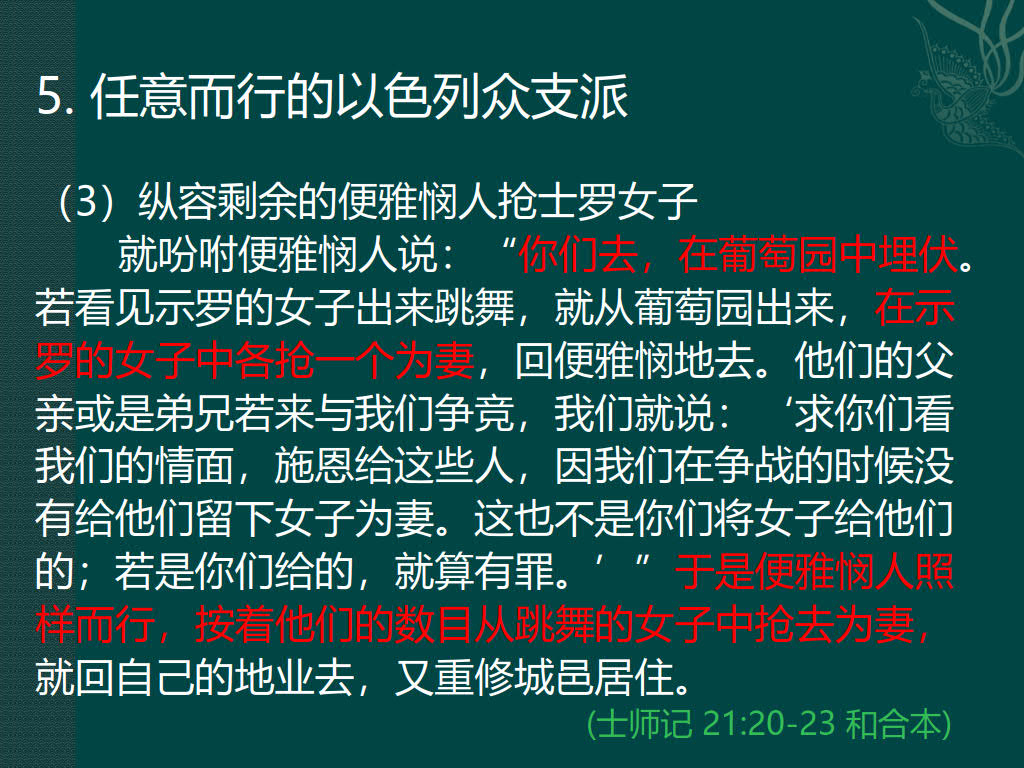 5. 任意而行的以色列众支派
（3）纵容剩余的便雅悯人抢士罗女子
就吩咐便雅悯人说：“你们去，在葡萄园中埋伏。
若看见示罗的女子出来跳舞，就从葡萄园出来，在示
罗的女子中各抢一个为妻，回便雅悯地去。他们的父
亲或是弟兄若来与我们争竞，我们就说：‘求你们看
我们的情面，施恩给这些人，因我们在争战的时候没
有给他们留下女子为妻。这也不是你们将女子给他们
的；若是你们给的，就算有罪。’”于是便雅悯人照
样而行，按着他们的数目从跳舞的女子中抢去为妻，
就回自己的地业去，又重修城邑居住。
(士师记 21:20-23 和合本)